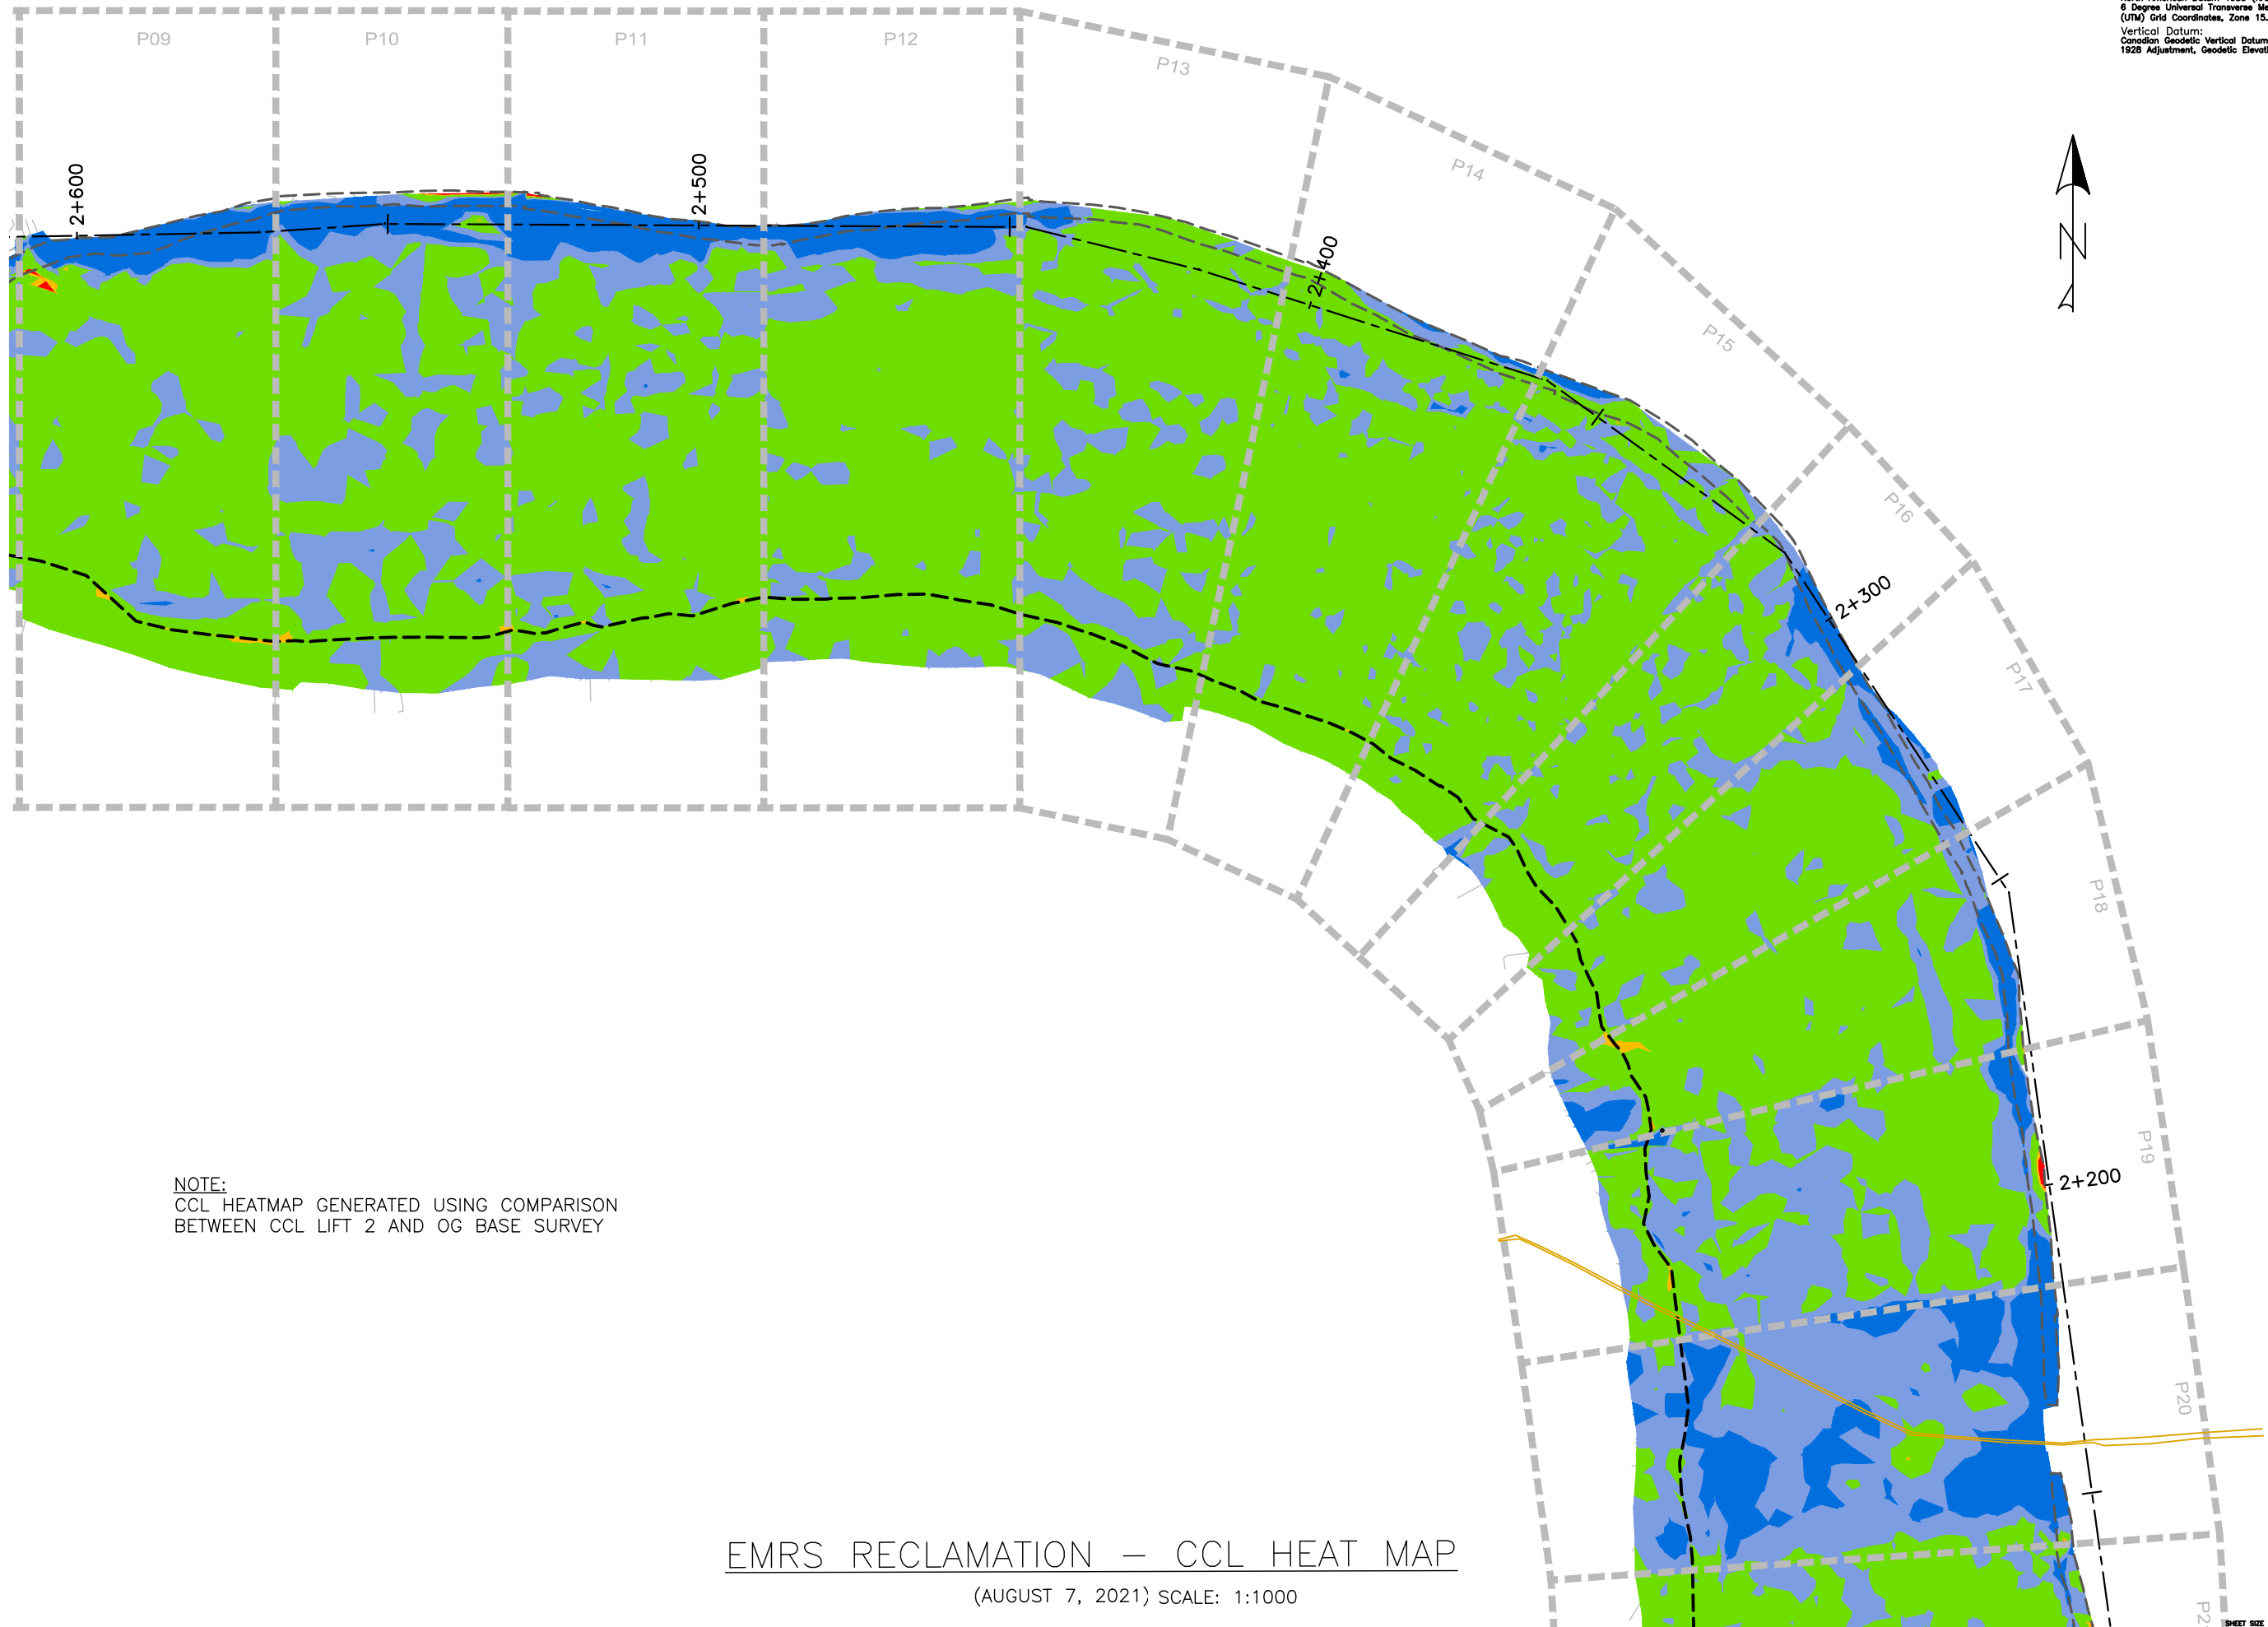 6 Degree Universal Transverse
(UTM) Grid Coordinates, Zone 15.
Vertical Datum:
Canadian Geodetic Vertical Datum
1928 Adjustment, Geodetic
P09
P10
P11
P12
P13
P14
P15
P16
P17
P18
P19
P20
2+600
2+500
2+400
2+300
2+200
N
NOTE:
CCL HEATMAP GENERATED USING COMPARISON
BETWEEN CCL LIFT 2 AND OG BASE SURVEY
EMRS RECLAMATION – CCL HEAT MAP
(AUGUST 7, 2021) SCALE: 1:1000
SHEET SIZE